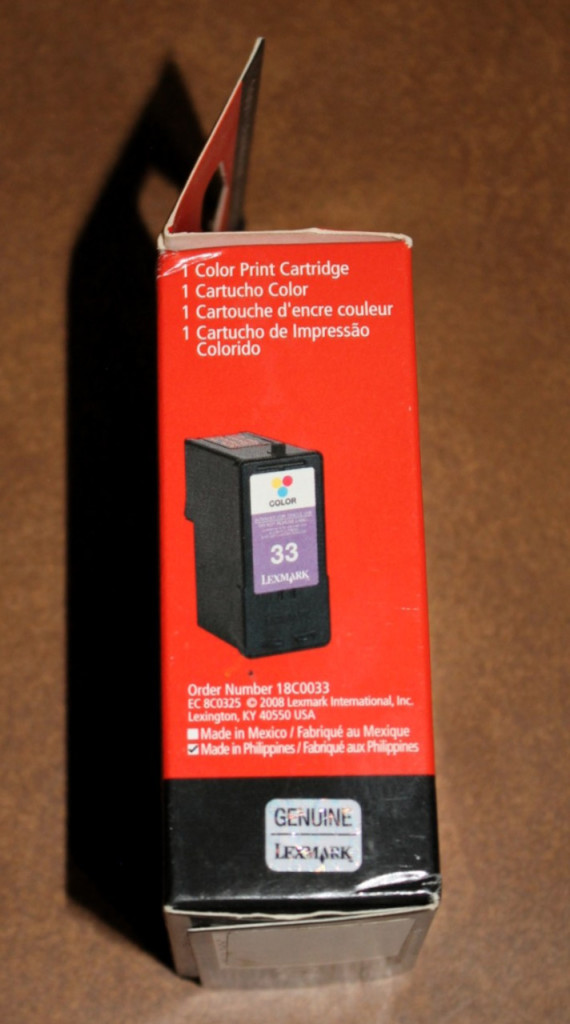 1 Color Print Cartridge
1 Cartucho Color
1 Cartouche d'encre couleur
1 Cartucho de Impressão
Colorido
COLOR
33
LEXMARK
Order Number 18C0033
EC 8C0325 © 2008 Lexmark International, Inc.
Lexington, KY 40550 USA
Made in Mexico / Fabriqué au Mexique
Made in Philippines / Fabriqué aux Philippines
GENUINE
LEXMARK